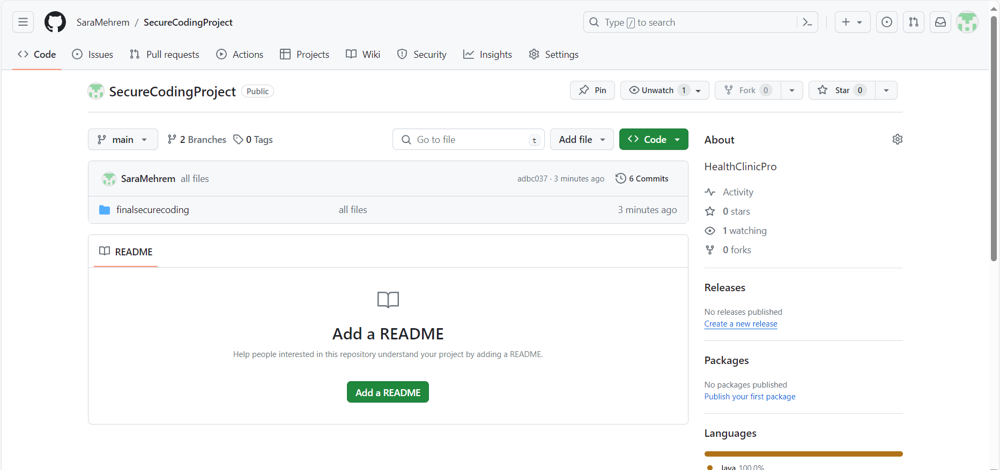 SaraMehrem / SecureCodingProject
Type / to search
Code Issues Pull requests Actions Projects Wiki Security Insights Settings
SecureCodingProject Public
Pin Unwatch 1 Fork 0 Star 0
main 2 Branches 0 Tags Go to file t Add file Code
SaraMehrem all files adbc037 · 3 minutes ago 6 Commits
finalsecurecoding all files 3 minutes ago
README
Add a README
Help people interested in this repository understand your project by adding a README.
Add a README
About
HealthClinicPro
Activity
0 stars
1 watching
0 forks
Releases
No releases published
Create a new release
Packages
No packages published
Publish your first package
Languages
Java 100.0%